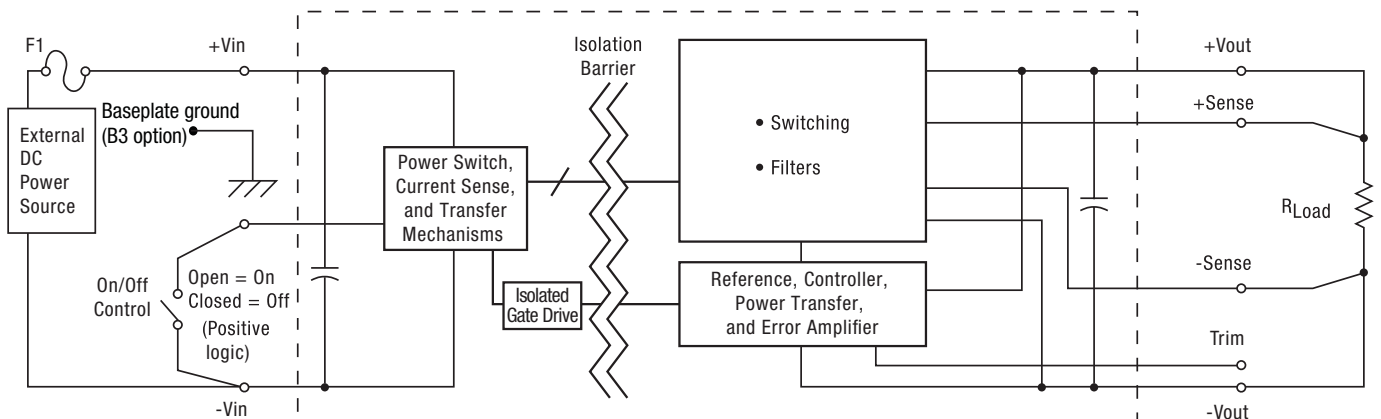 F1
+Vin
Isolation
Barrier
+Vout
Baseplate ground
(B3 option)
+Sense
External
DC
Power
Source
• Switching
• Filters
Power Switch,
Current Sense,
and Transfer
Mechanisms
RLoad
On/Off
Control
Open = On
Closed = Off
(Positive
logic)
Isolated
Gate Drive
Reference, Controller,
Power Transfer,
and Error Amplifier
-Sense
Trim
-Vin
-Vout